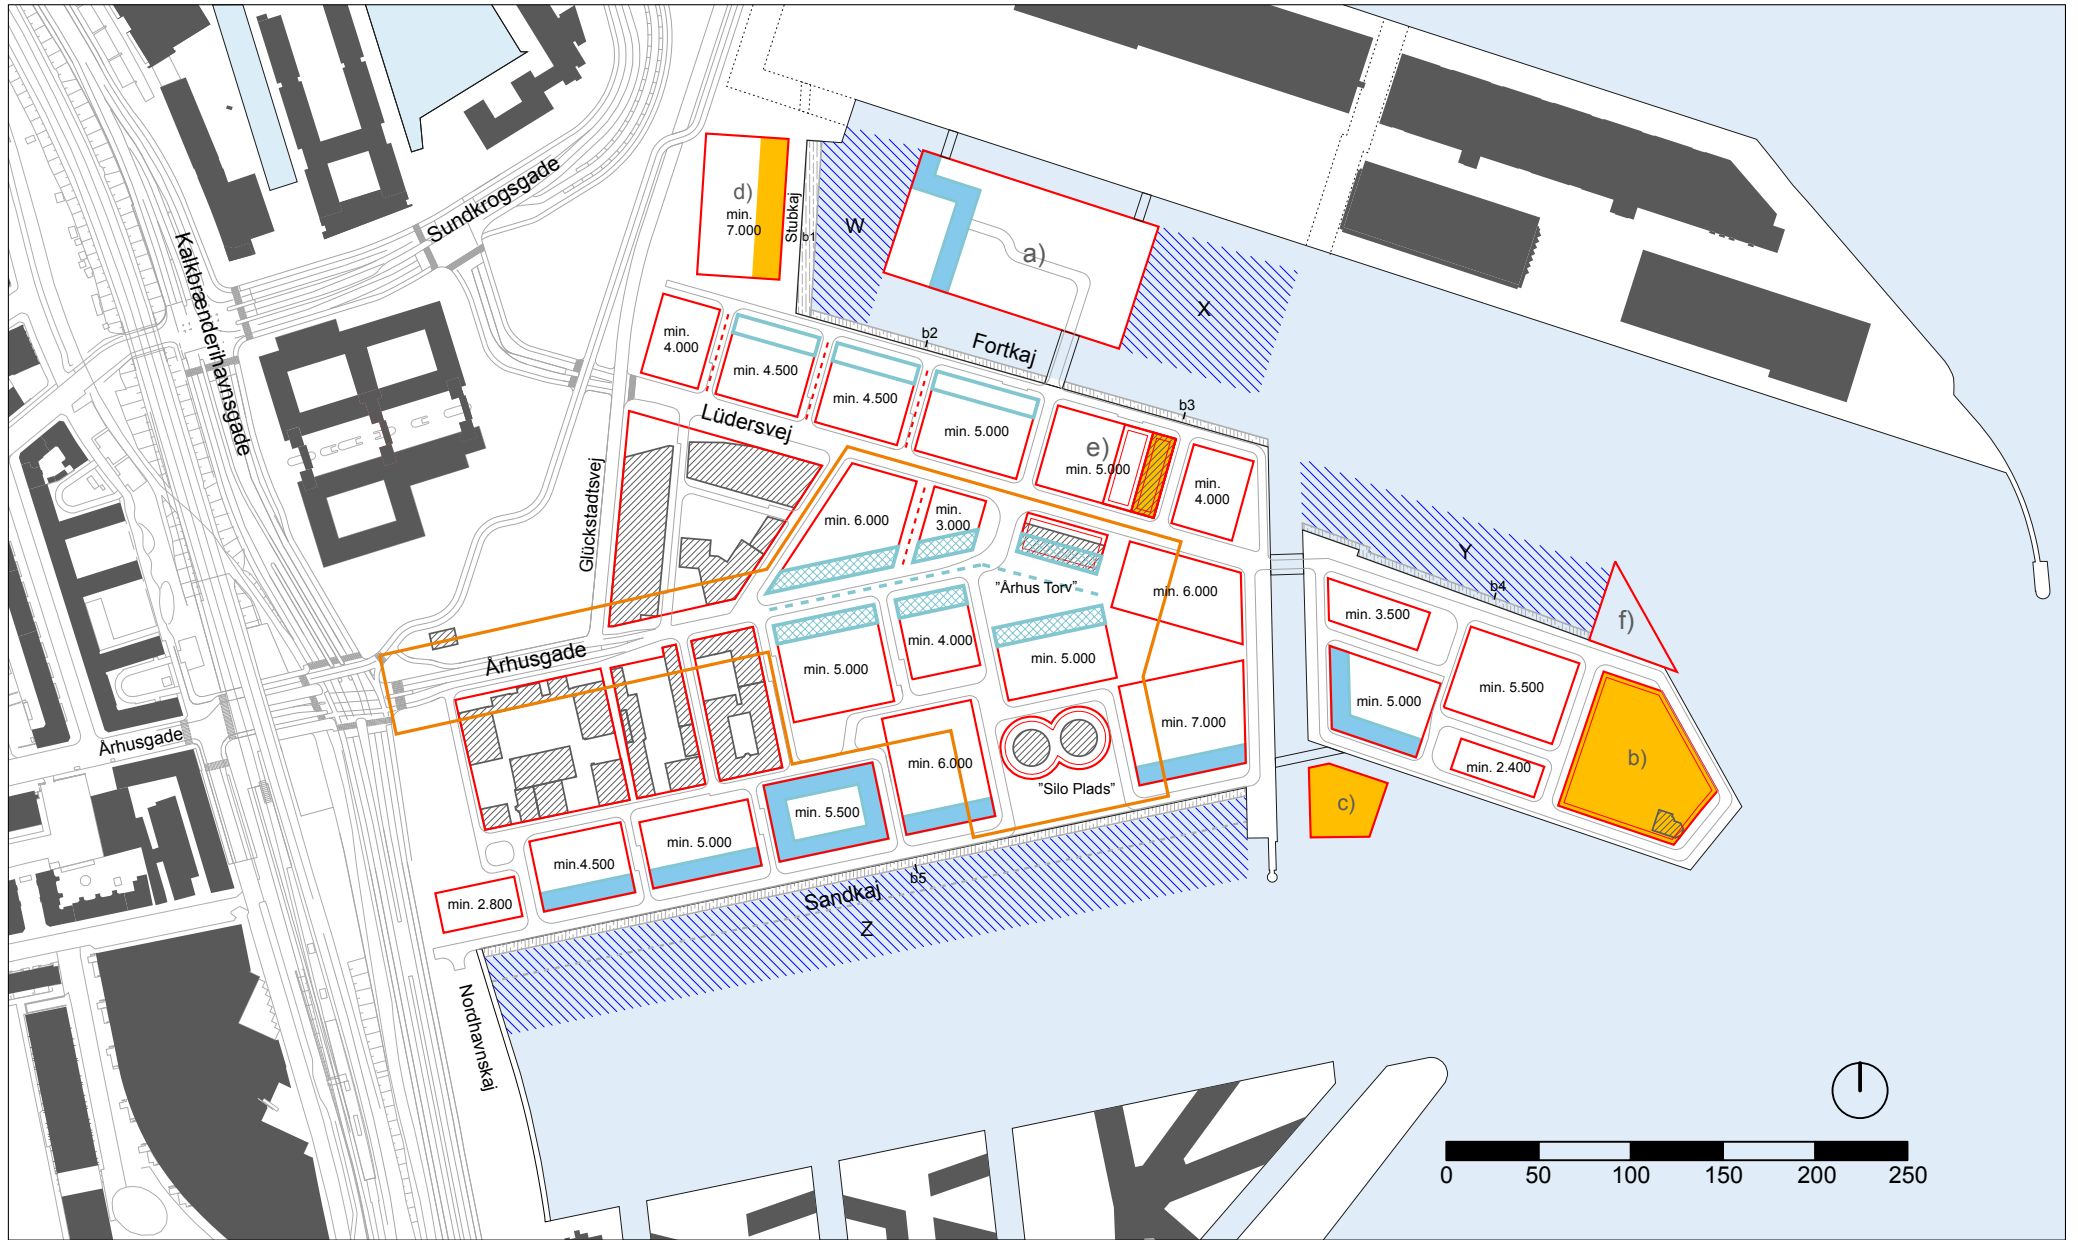 Sundkrogsgade
Kalkbrænderihavnsgade
d)
min.
7.000
Stubkaj
b1
W
a)
X
b2
Fortkaj
min.
4.000
min. 4.500
min. 4.500
min. 5.000
b3
e)
min. 5.000
min.
4.000
Lüdersvej
Glückstadtsvej
min. 6.000
min.
3.000
"Århus Torv"
min. 6.000
Y
b4
f)
min. 3.500
min. 5.500
min. 5.000
min. 2.400
b)
c)
Århusgade
Århusgade
min. 5.000
min. 4.000
min. 5.000
min. 7.000
min. 6.000
"Silo Plads"
min. 5.500
min. 5.000
min.4.500
min. 2.800
Sandkaj
b5
Z
Nordhavnskaj
0 50 100 150 200 250